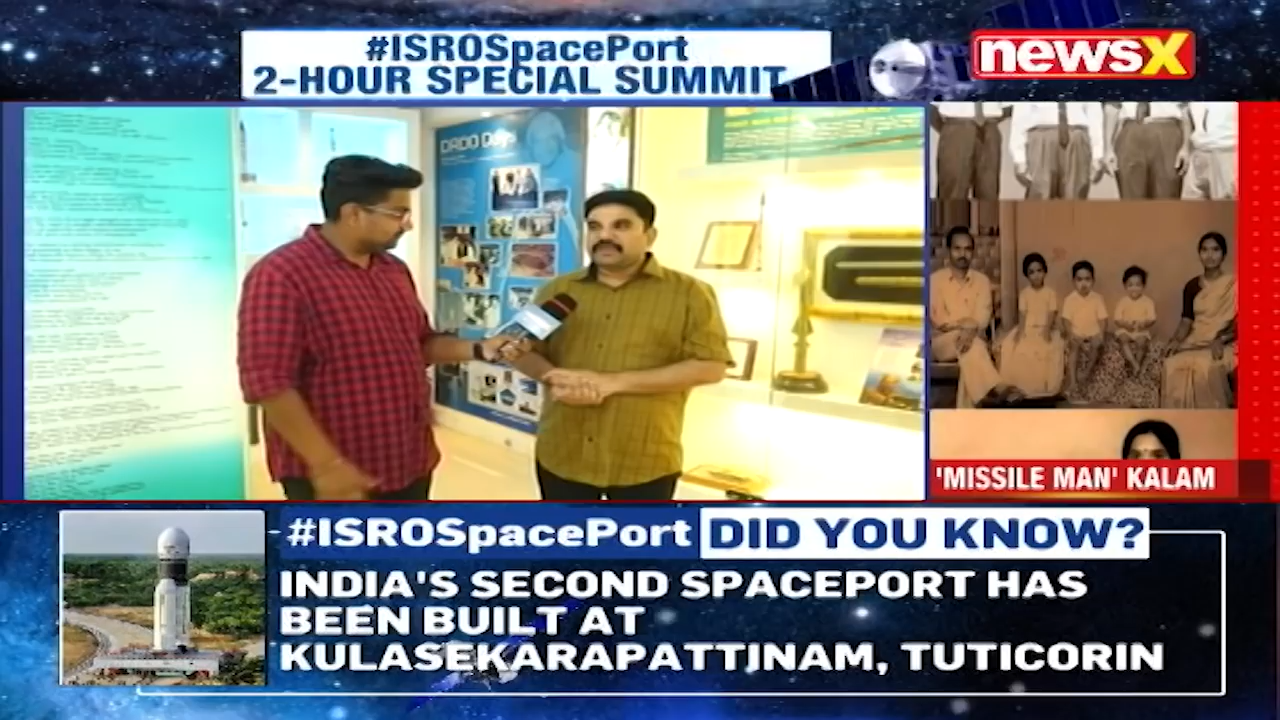 #ISROSpacePort
2-HOUR SPECIAL SUMMIT
newsX
DRDO Days
'MISSILE MAN' KALAM
#ISROSpacePort DID YOU KNOW?
INDIA'S SECOND SPACEPORT HAS
BEEN BUILT AT
KULASEKARAPATTINAM, TUTICORIN